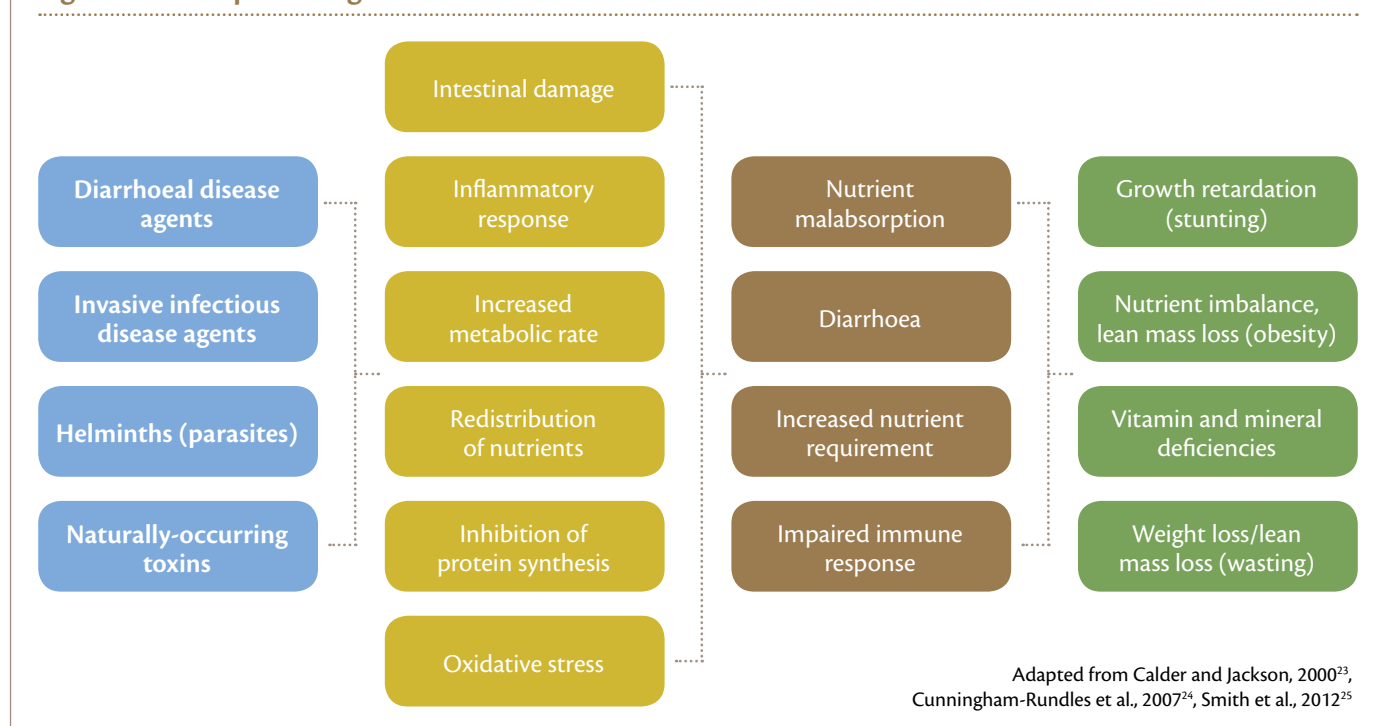 Intestinal damage
Diarrhoeal disease
agents
Inflammatory
response
Nutrient
malabsorption
Growth retardation
(stunting)
Invasive infectious
disease agents
Increased
metabolic rate
Diarrhoea
Nutrient imbalance,
lean mass loss (obesity)
Helminths (parasites)
Redistribution
of nutrients
Increased nutrient
requirement
Vitamin and mineral
deficiencies
Naturally-occurring
toxins
Inhibition of
protein synthesis
Impaired immune
response
Weight loss/lean
mass loss (wasting)
Oxidative stress
Adapted from Calder and Jackson, 2000²³,
Cunningham-Rundles et al., 2007²⁴, Smith et al., 2012²⁵